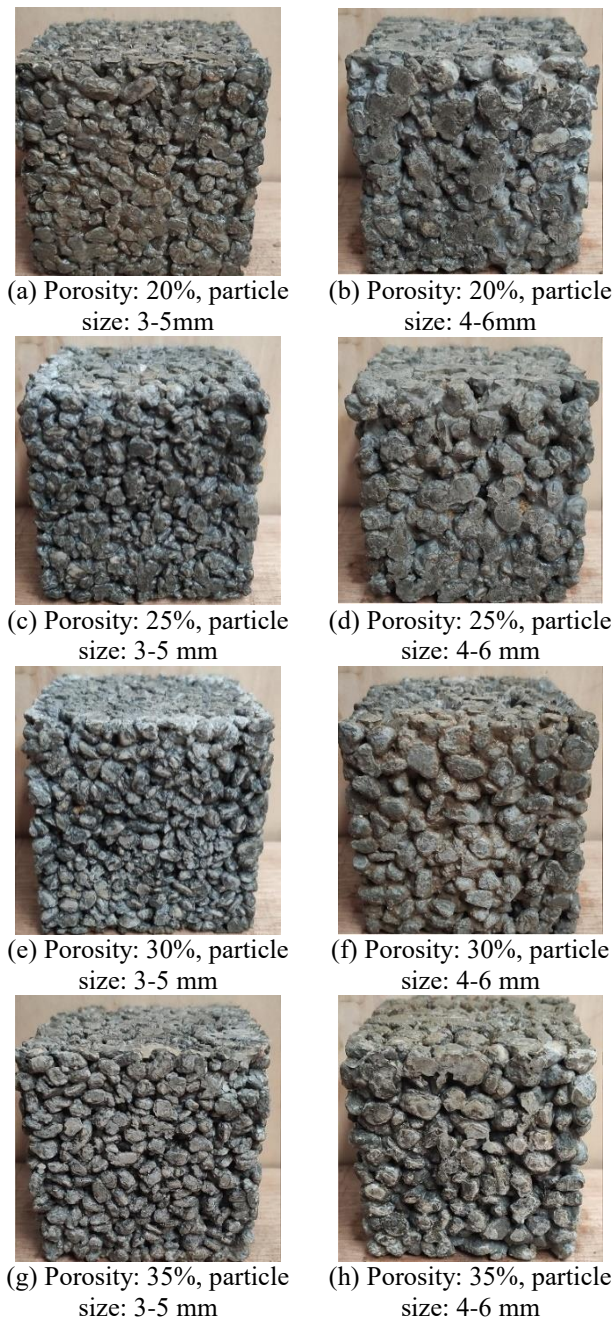 (a) Porosity: 20%, particle
size: 3-5mm
(b) Porosity: 20%, particle
size: 4-6mm
(c) Porosity: 25%, particle
size: 3-5 mm
(d) Porosity: 25%, particle
size: 4-6 mm
(e) Porosity: 30%, particle
size: 3-5 mm
(f) Porosity: 30%, particle
size: 4-6 mm
(g) Porosity: 35%, particle
size: 3-5 mm
(h) Porosity: 35%, particle
size: 4-6 mm